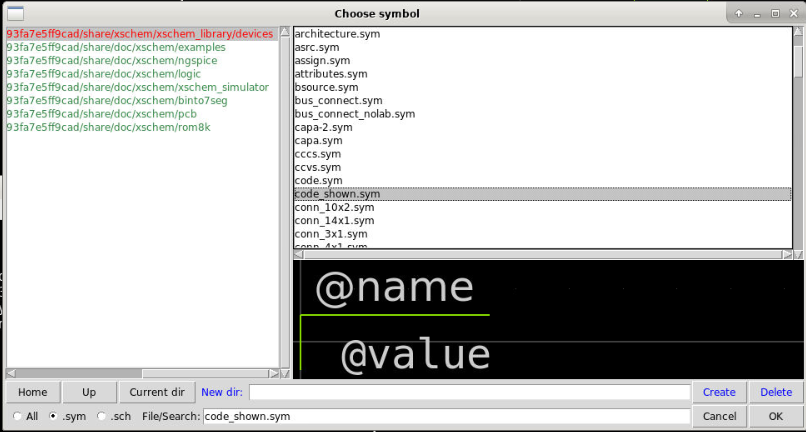 Choose symbol
93fa7e5ff9cad/share/xschem/xschem_library/devices
93fa7e5ff9cad/share/doc/xschem/examples
93fa7e5ff9cad/share/doc/xschem/ngspice
93fa7e5ff9cad/share/doc/xschem/logic
93fa7e5ff9cad/share/doc/xschem/xschem_simulator
93fa7e5ff9cad/share/doc/xschem/binto7seg
93fa7e5ff9cad/share/doc/xschem/pcb
93fa7e5ff9cad/share/doc/xschem/rom8k
architecture.sym
asrc.sym
assign.sym
attributes.sym
bsource.sym
bus_connect.sym
bus_connect_nolab.sym
capa-2.sym
capa.sym
cccs.sym
ccvs.sym
code.sym
code_shown.sym
conn_10x2.sym
conn_14x1.sym
conn_3x1.sym
conn_4x1.sym
@name
@value
Home Up Current dir New dir: Create Delete
All .sym .sch File/Search: code_shown.sym Cancel OK